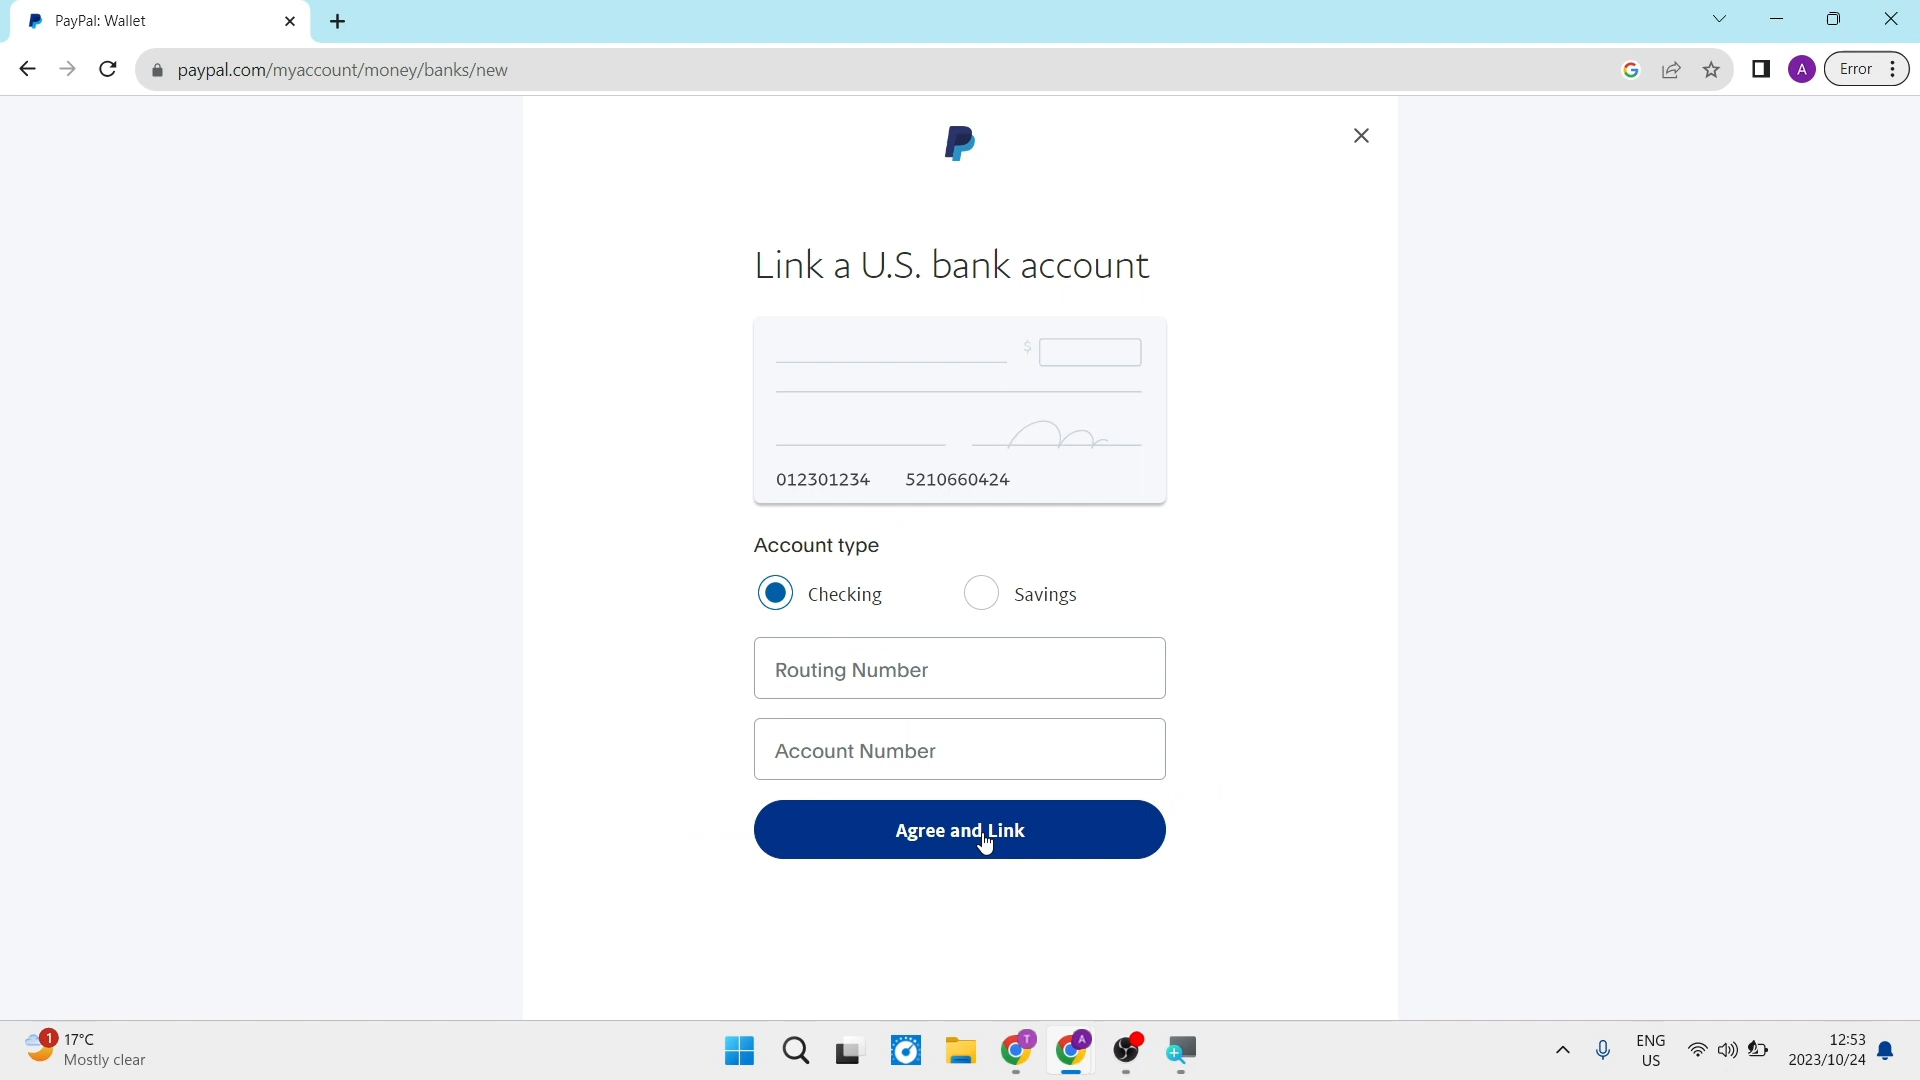 PayPal: Wallet
paypal.com/myaccount/money/banks/new
A
Error
Link a U.S. bank account
$
012301234 5210660424
Account type
Checking Savings
Routing Number
Account Number
Agree and Link
1
17°C
Mostly clear
T
A
ENG
US
12:53
2023/10/24